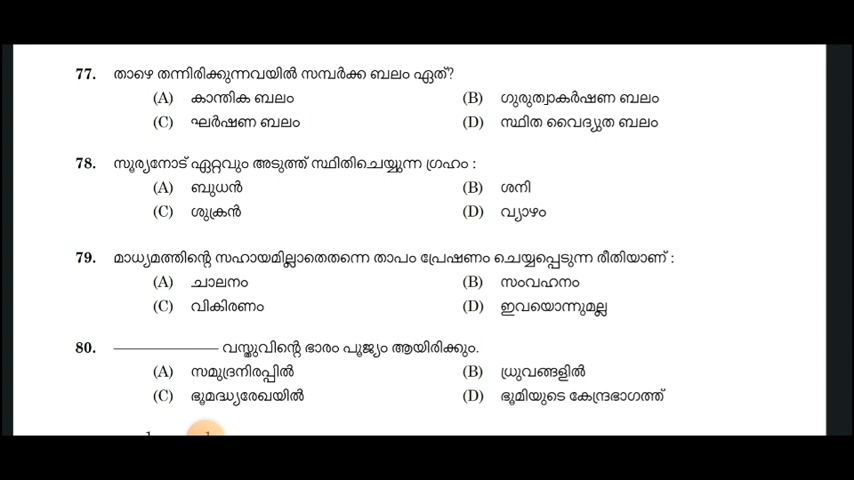 77. താഴെ തന്നിരിക്കുന്നവയിൽ സമ്പർക്ക ബലം ഏത്?
(A) കാന്തിക ബലം (B) ഗുരുത്വാകർഷണ ബലം
(C) ഘർഷണ ബലം (D) സ്ഥിത വൈദ്യുത ബലം
78. സൂര്യനോട് ഏറ്റവും അടുത്ത് സ്ഥിതിചെയ്യുന്ന ഗ്രഹം :
(A) ബുധൻ (B) ശനി
(C) ശുക്രൻ (D) വ്യാഴം
79. മാധ്യമത്തിന്റെ സഹായമില്ലാതെതന്നെ താപം പ്രേഷണം ചെയ്യപ്പെടുന്ന രീതിയാണ് :
(A) ചാലനം (B) സംവഹനം
(C) വികിരണം (D) ഇവയൊന്നുമല്ല
80. ———— വസ്തുവിന്റെ ഭാരം പൂജ്യം ആയിരിക്കും.
(A) സമുദ്രനിരപ്പിൽ (B) ധ്രുവങ്ങളിൽ
(C) ഭൂമദ്ധ്യരേഖയിൽ (D) ഭൂമിയുടെ കേന്ദ്രഭാഗത്ത്